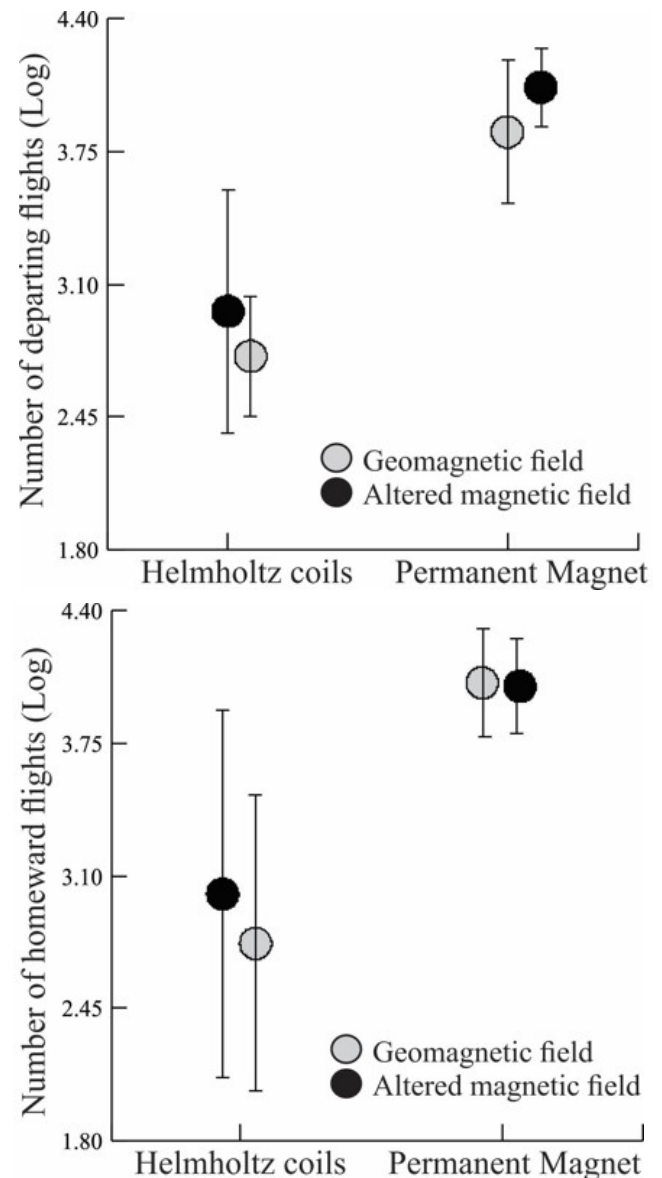 Number of departing flights (Log)
4.40
3.75
3.10
2.45
1.80
Geomagnetic field
Altered magnetic field
Helmholtz coils Permanent Magnet
Number of homeward flights (Log)
4.40
3.75
3.10
2.45
1.80
Geomagnetic field
Altered magnetic field
Helmholtz coils Permanent Magnet